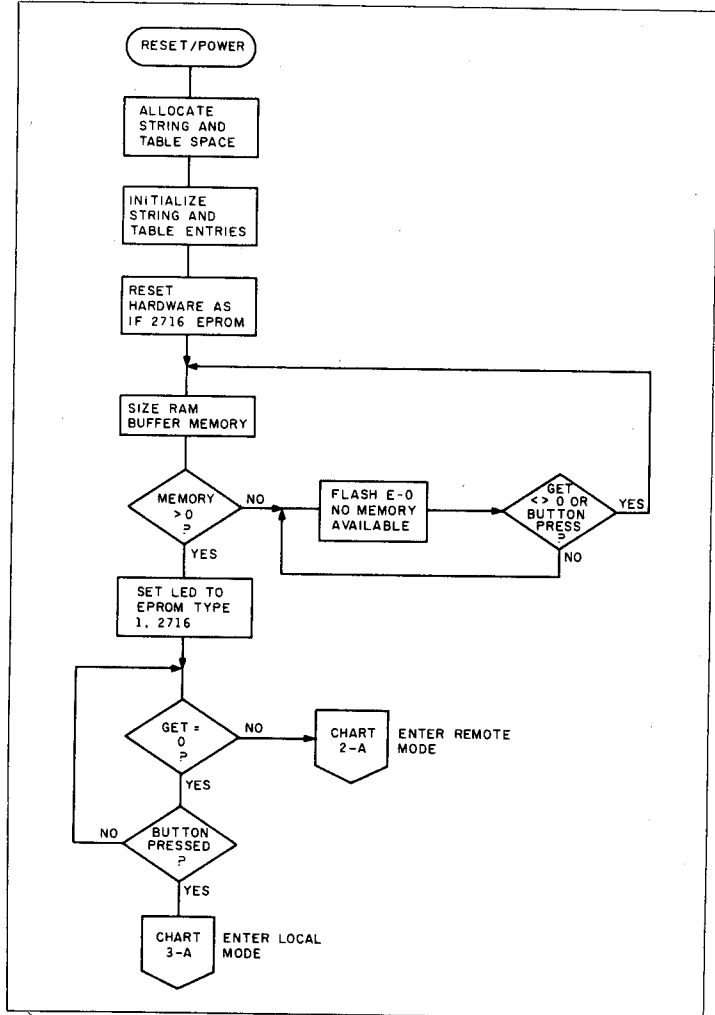 RESET/POWER
ALLOCATE
STRING AND
TABLE SPACE
INITIALIZE
STRING AND
TABLE ENTRIES
RESET
HARDWARE AS
IF 2716 EPROM
SIZE RAM
BUFFER MEMORY
MEMORY
>0
?
NO
YES
FLASH E-0
NO MEMORY
AVAILABLE
GET
<> 0 OR
BUTTON
PRESS
?
YES
NO
SET LED TO
EPROM TYPE
1, 2716
GET =
0
?
NO
YES
CHART
2-A
ENTER REMOTE
MODE
BUTTON
PRESSED
?
NO
YES
CHART
3-A
ENTER LOCAL
MODE